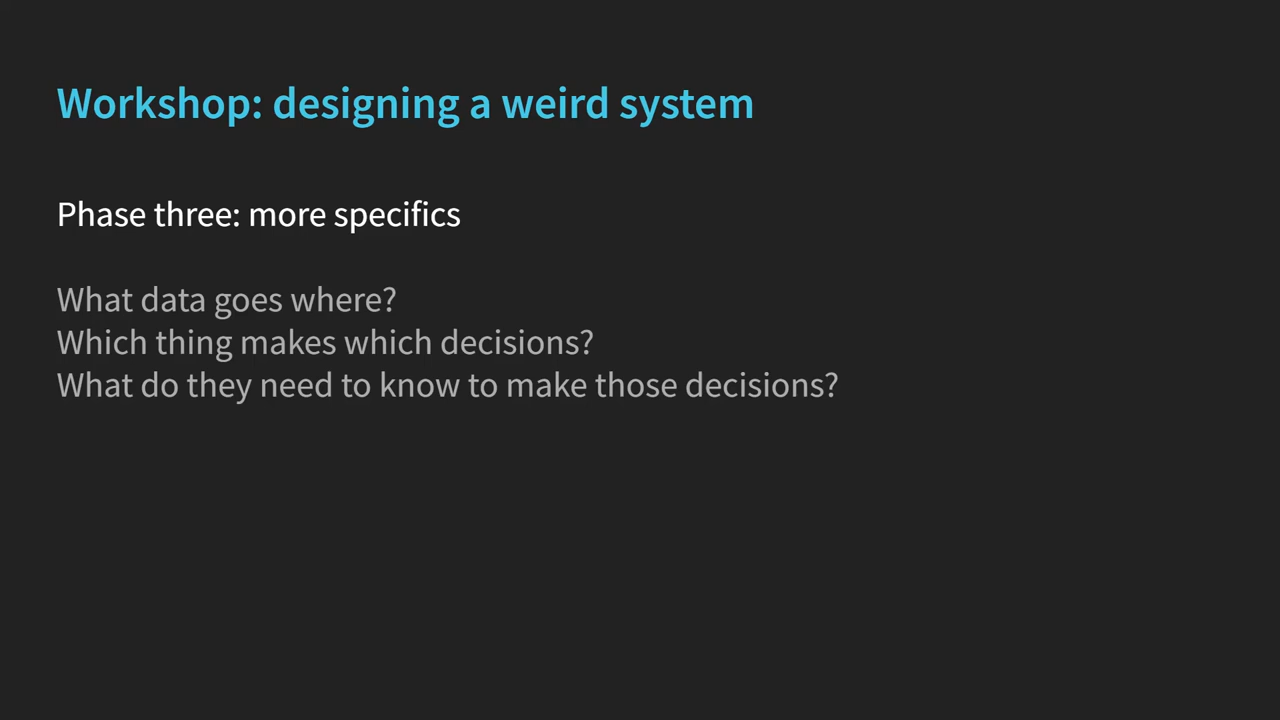 Workshop: designing a weird system
Phase three: more specifics
What data goes where?
Which thing makes which decisions?
What do they need to know to make those decisions?